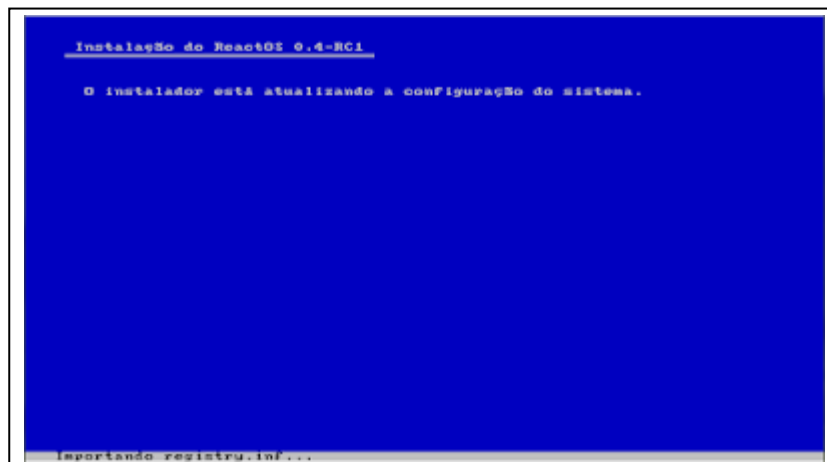 Instalação do ReactOS 0.4-RC1
O instalador está atualizando a configuração do sistema.
Importando registry.inf...